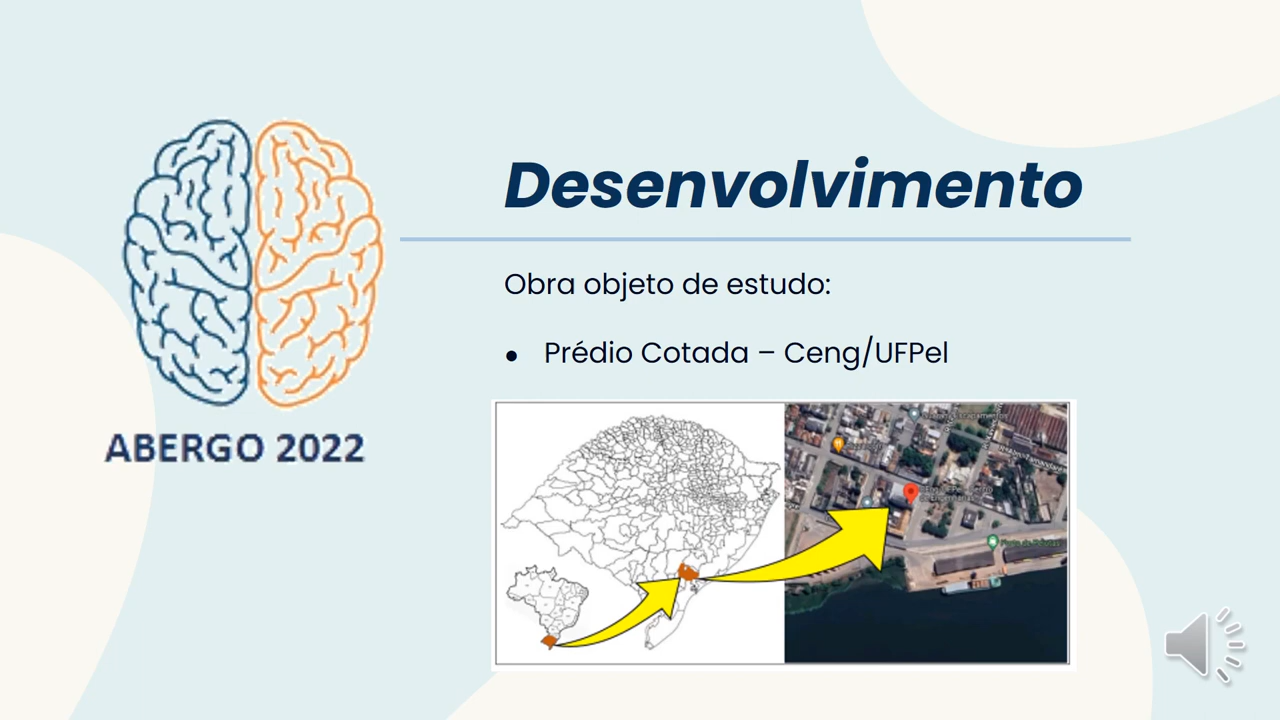 Desenvolvimento
Obra objeto de estudo:
● Prédio Cotada – Ceng/UFPel
ABERGO 2022